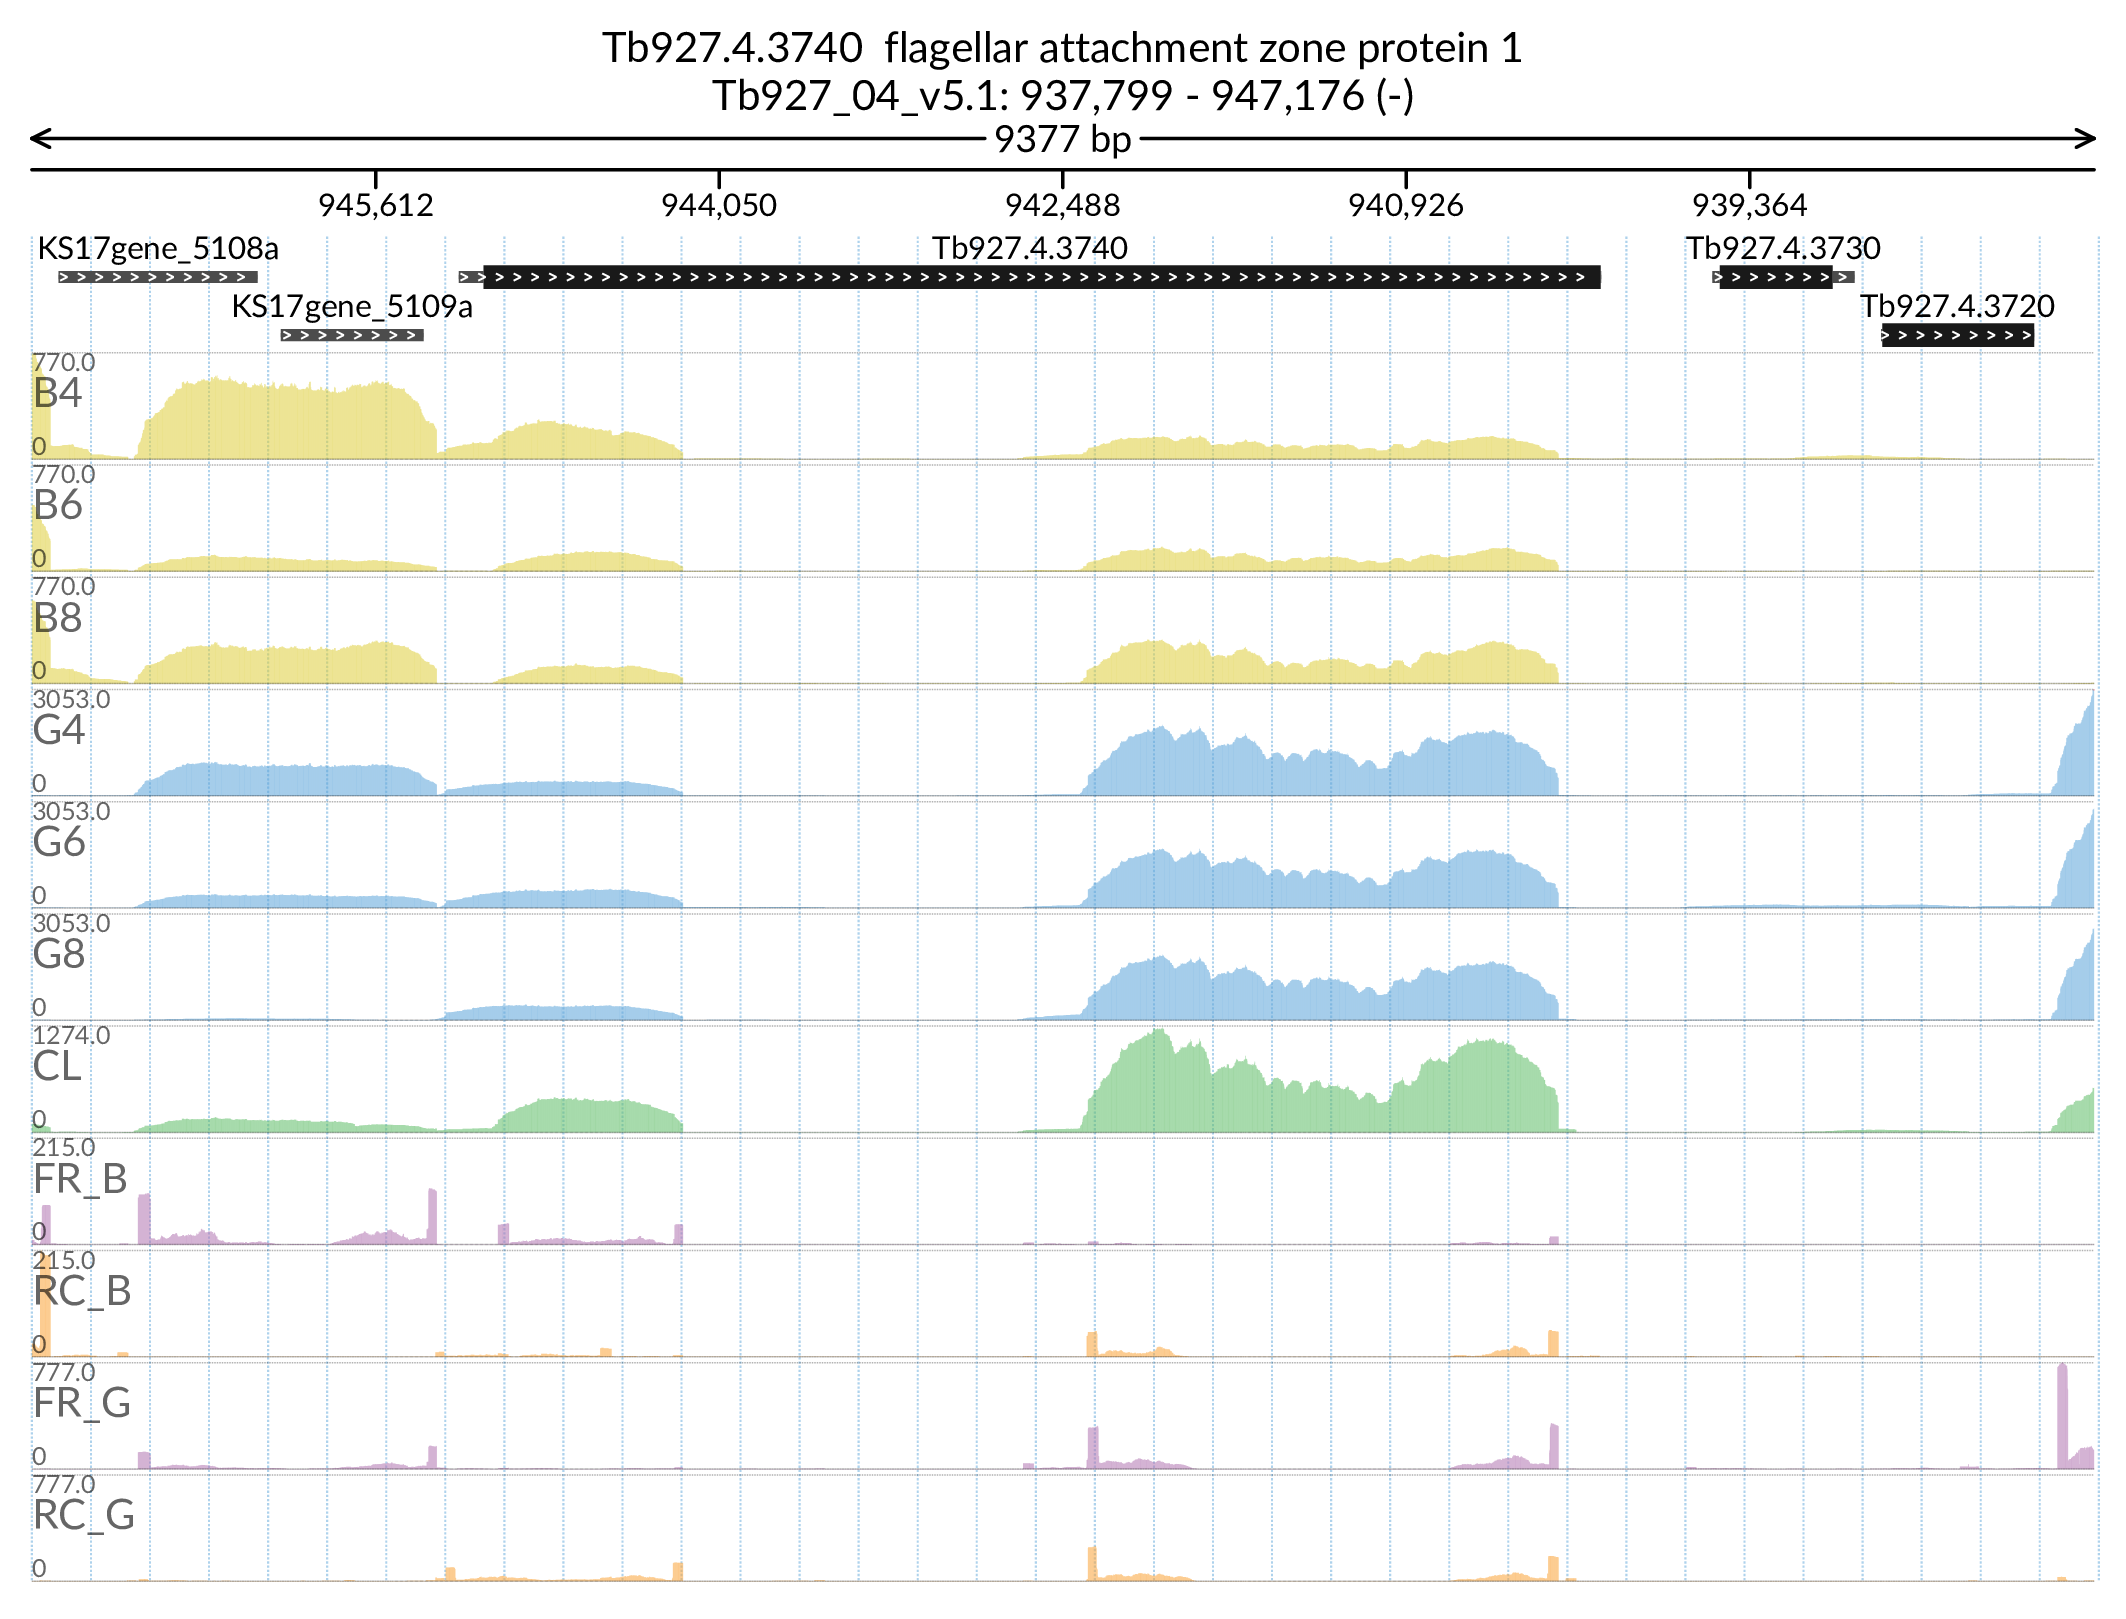 Tb927.4.3740  flagellar attachment zone protein 1
Tb927_04_v5.1: 937,799 - 947,176 (-)
9377 bp
945,612 944,050 942,488 940,926 939,364
KS17gene_5108a Tb927.4.3740 Tb927.4.3730
KS17gene_5109a Tb927.4.3720
770.0
B4
0
770.0
B6
0
770.0
B8
0
3053.0
G4
0
3053.0
G6
0
3053.0
G8
0
1274.0
CL
0
215.0
FR_B
0
215.0
RC_B
0
777.0
FR_G
0
777.0
RC_G
0